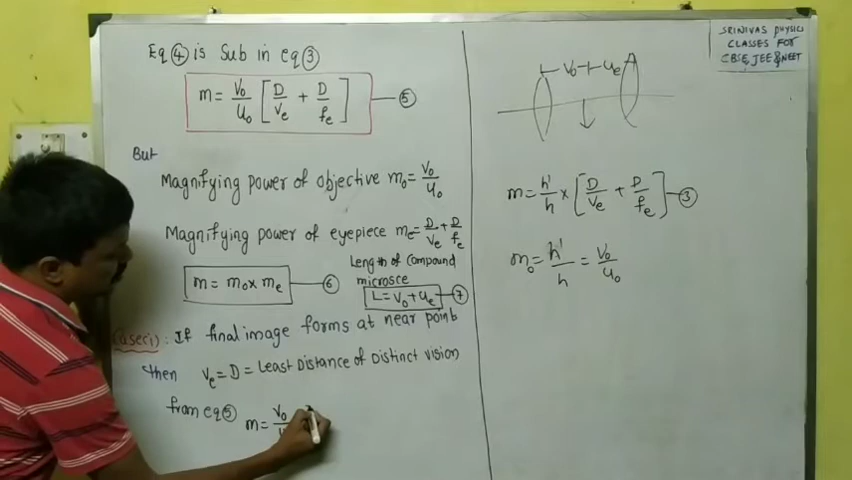 Eq ④ is Sub in eq ③
m = V₀/u₀ [D/vₑ + D/fₑ] — ⑤
But
Magnifying power of objective m₀ = V₀/u₀
Magnifying power of eyepiece mₑ = D/vₑ + D/fₑ
m = m₀ x mₑ — ⑥
Length of Compound
microsce
L = v₀ + uₑ — ⑦
Case(i) : If final image forms at near point
then vₑ = D = Least Distance of Distinct vision
from eq ⑤ m = V₀
SRINIVAS PHYSICS
CLASSES FOR
CBSE, JEE & NEET
V₀ + uₑ
m = h'/h x [D/vₑ + D/fₑ] — ③
m₀ = h'/h = V₀/u₀